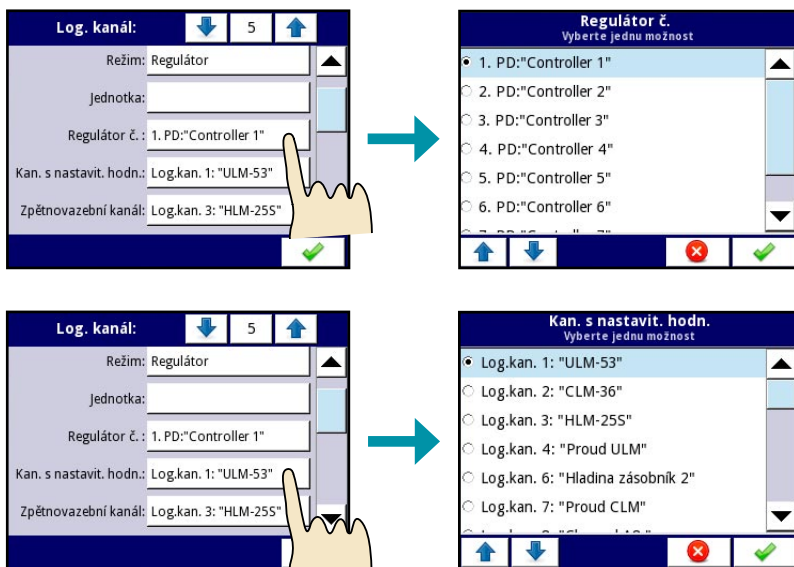 Log. kanál: 5
Režim: Regulátor
Jednotka:
Regulátor č. : 1. PD:"Controller 1"
Kan. s nastavit. hodn.: Log.kan. 1: "ULM-53"
Zpětnovazební kanál: Log.kan. 3: "HLM-25S"
Regulátor č.
Vyberte jednu možnost
1. PD:"Controller 1"
2. PD:"Controller 2"
3. PD:"Controller 3"
4. PD:"Controller 4"
5. PD:"Controller 5"
6. PD:"Controller 6"
Log. kanál: 5
Režim: Regulátor
Jednotka:
Regulátor č. : 1. PD:"Controller 1"
Kan. s nastavit. hodn.: Log.kan. 1: "ULM-53"
Zpětnovazební kanál: Log.kan. 3: "HLM-25S"
Kan. s nastavit. hodn.
Vyberte jednu možnost
Log.kan. 1: "ULM-53"
Log.kan. 2: "CLM-36"
Log.kan. 3: "HLM-25S"
Log.kan. 4: "Proud ULM"
Log.kan. 6: "Hladina zásobník 2"
Log.kan. 7: "Proud CLM"